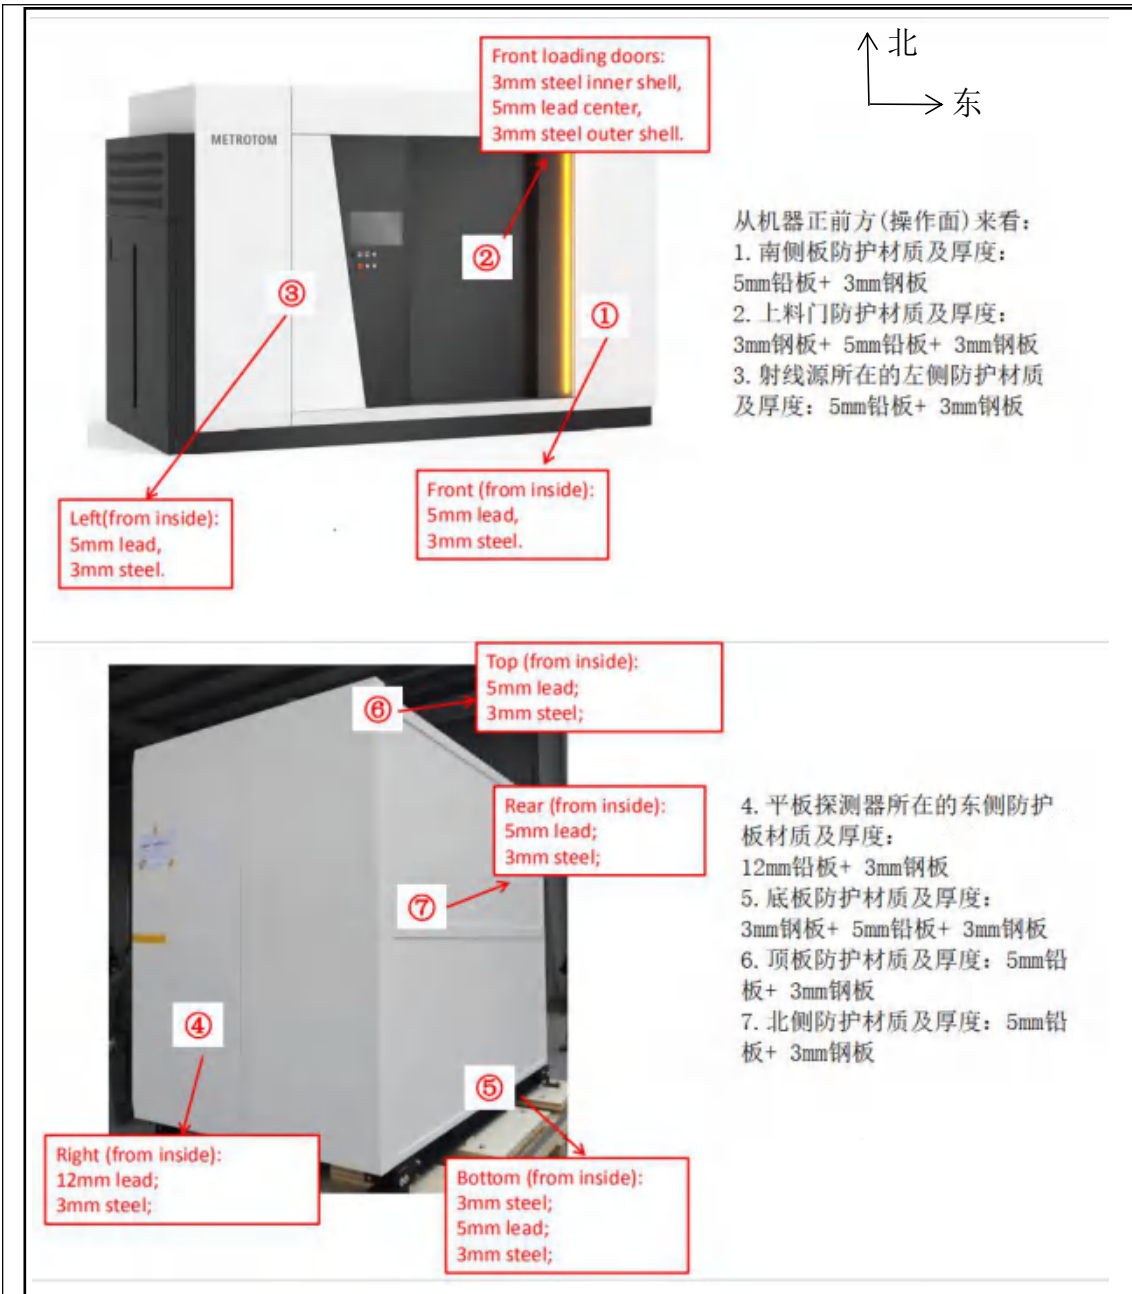 北
东
Front loading doors:
3mm steel inner shell,
5mm lead center,
3mm steel outer shell.
METROTOM
②
③
①
从机器正前方(操作面)来看:
1. 南侧板防护材质及厚度:
5mm铅板+ 3mm钢板
2. 上料门防护材质及厚度:
3mm钢板+ 5mm铅板+ 3mm钢板
3. 射线源所在的左侧防护材质
及厚度: 5mm铅板+ 3mm钢板
Left(from inside):
5mm lead,
3mm steel.
Front (from inside):
5mm lead,
3mm steel.
Top (from inside):
5mm lead;
3mm steel;
⑥
Rear (from inside):
5mm lead;
3mm steel;
⑦
④
⑤
4. 平板探测器所在的东侧防护
板材质及厚度:
12mm铅板+ 3mm钢板
5. 底板防护材质及厚度:
3mm钢板+ 5mm铅板+ 3mm钢板
6. 顶板防护材质及厚度: 5mm铅
板+ 3mm钢板
7. 北侧防护材质及厚度: 5mm铅
板+ 3mm钢板
Right (from inside):
12mm lead;
3mm steel;
Bottom (from inside):
3mm steel;
5mm lead;
3mm steel;